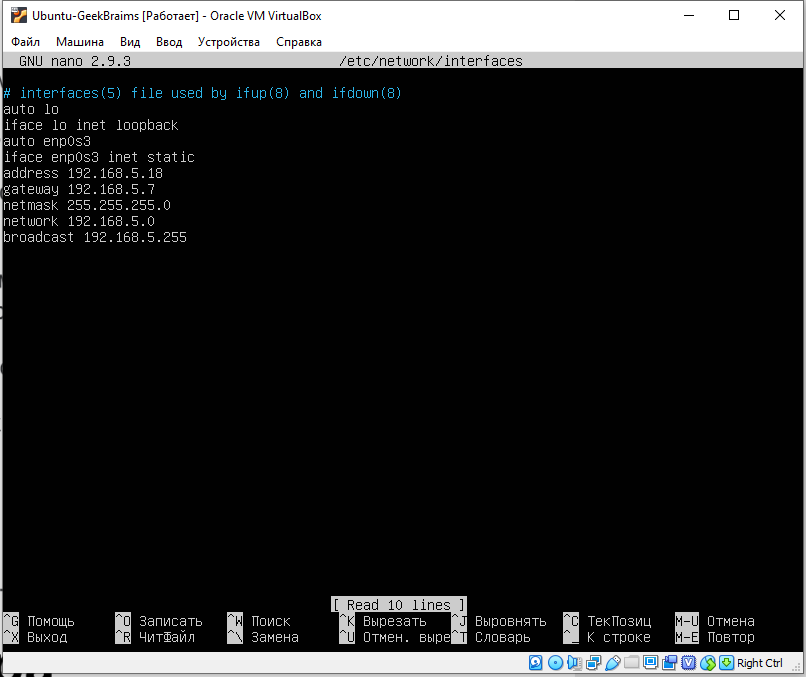 Ubuntu-GeekBraims [Работает] - Oracle VM VirtualBox
Файл Машина Вид Ввод Устройства Справка
GNU nano 2.9.3 /etc/network/interfaces
# interfaces(5) file used by ifup(8) and ifdown(8)
auto lo
iface lo inet loopback
auto enp0s3
iface enp0s3 inet static
address 192.168.5.18
gateway 192.168.5.7
netmask 255.255.255.0
network 192.168.5.0
broadcast 192.168.5.255
[ Read 10 lines ]
^G Помощь ^O Записать ^W Поиск ^K Вырезать ^J Выровнять ^C ТекПозиц M-U Отмена
^X Выход ^R ЧитФайл ^\ Замена ^U Отмен. выре ^T Словарь ^_ К строке M-E Повтор
Right Ctrl